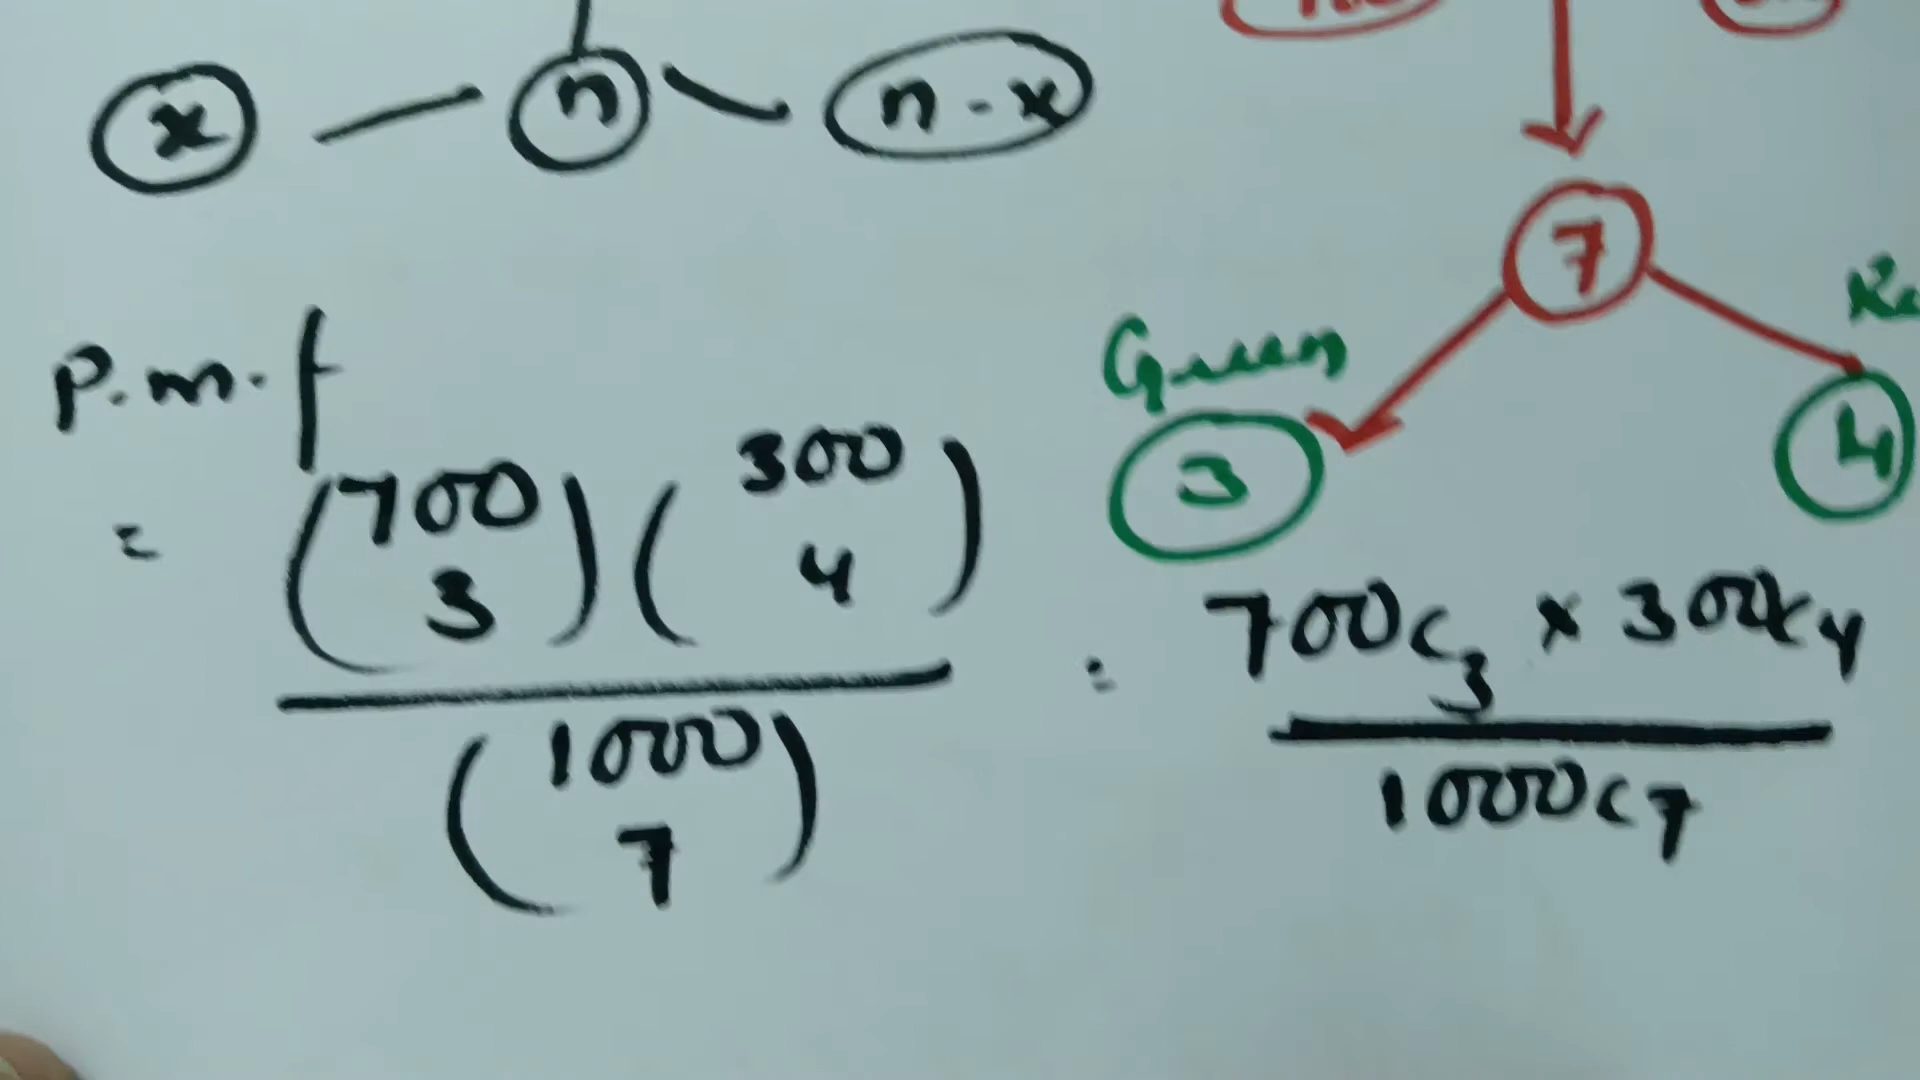 x n n - x
7
P.m.f
Green
3 4
= (700 3) (300 4) / (1000 7) = 700C3 x 300C4 / 1000C7